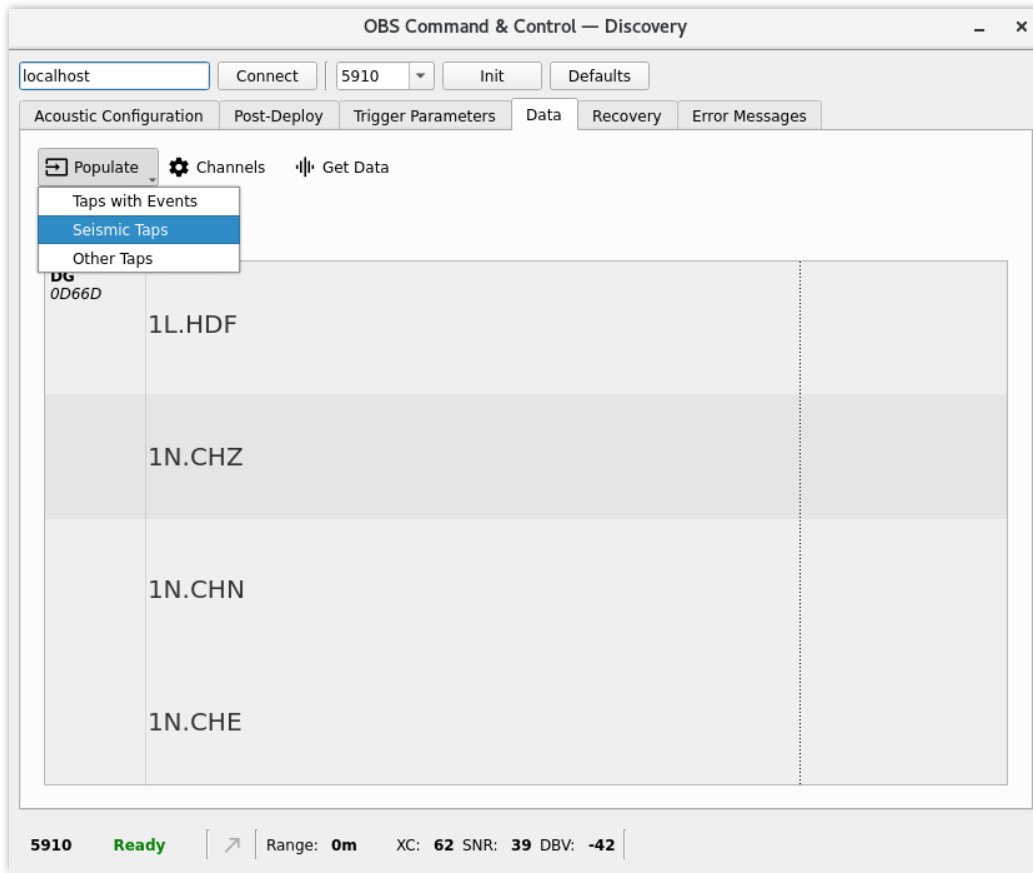 OBS Command & Control — Discovery
localhost Connect 5910 Init Defaults
Acoustic Configuration Post-Deploy Trigger Parameters Data Recovery Error Messages
Populate Channels Get Data
Taps with Events
Seismic Taps
Other Taps
DG
0D66D
1L.HDF
1N.CHZ
1N.CHN
1N.CHE
5910 Ready Range: 0m XC: 62 SNR: 39 DBV: -42